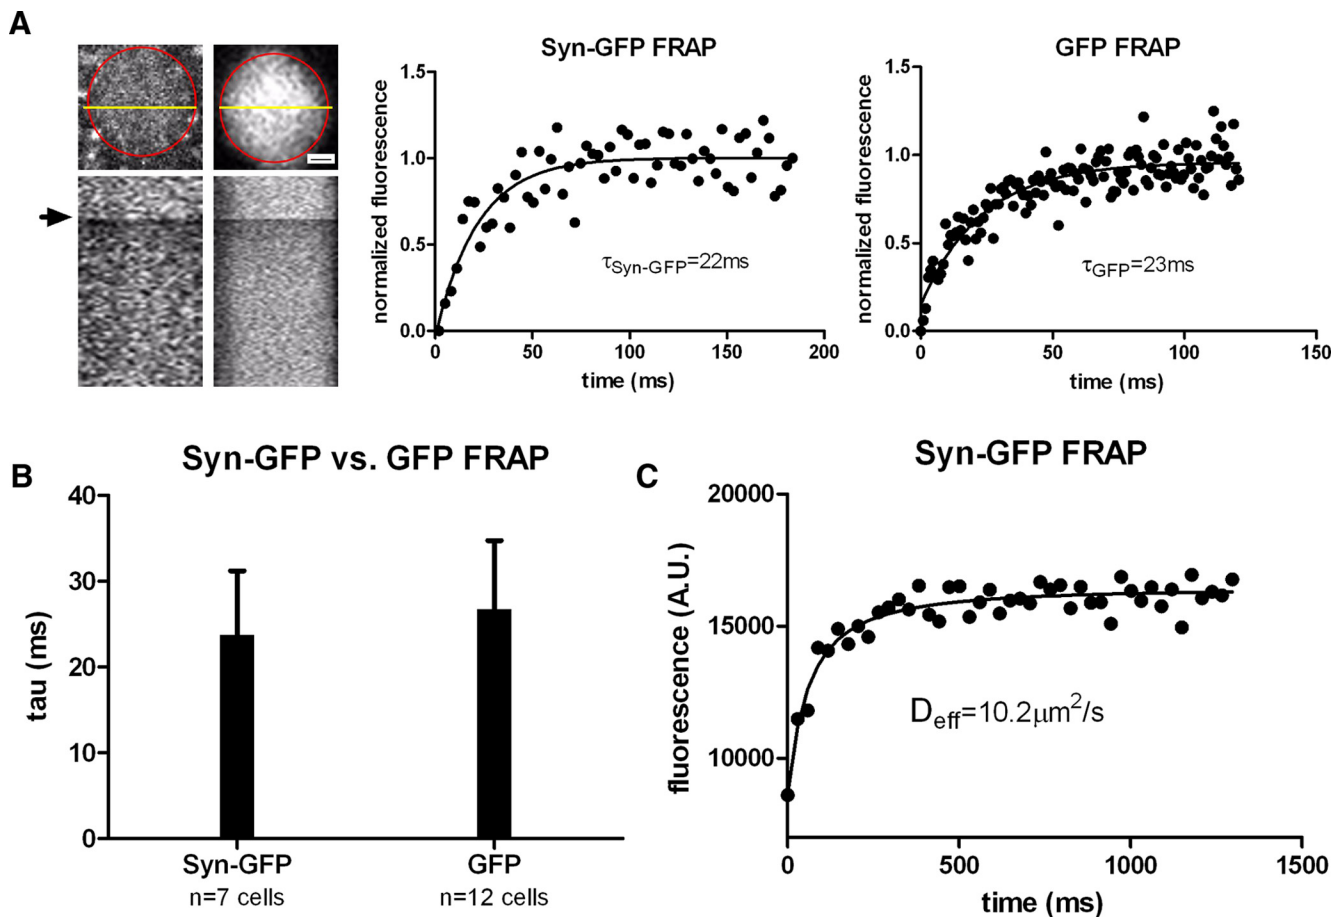 A
Syn-GFP FRAP
normalized fluorescence
1.5
1.0
0.5
0.0
τSyn-GFP=22ms
0
50
100
150
200
time (ms)
GFP FRAP
normalized fluorescence
1.5
1.0
0.5
0.0
τGFP=23ms
0
50
100
150
time (ms)
B
Syn-GFP vs. GFP FRAP
tau (ms)
40
30
20
10
0
Syn-GFP
n=7 cells
GFP
n=12 cells
C
Syn-GFP FRAP
fluorescence (A.U.)
20000
15000
10000
Deff=10.2μm²/s
0
500
1000
1500
time (ms)